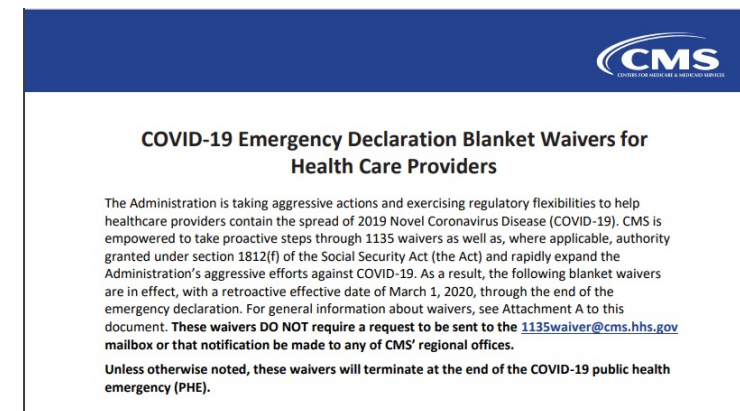 CMS
CENTERS FOR MEDICARE & MEDICAID SERVICES
COVID-19 Emergency Declaration Blanket Waivers for
Health Care Providers
The Administration is taking aggressive actions and exercising regulatory flexibilities to help
healthcare providers contain the spread of 2019 Novel Coronavirus Disease (COVID-19). CMS is
empowered to take proactive steps through 1135 waivers as well as, where applicable, authority
granted under section 1812(f) of the Social Security Act (the Act) and rapidly expand the
Administration’s aggressive efforts against COVID-19. As a result, the following blanket waivers
are in effect, with a retroactive effective date of March 1, 2020, through the end of the
emergency declaration. For general information about waivers, see Attachment A to this
document. These waivers DO NOT require a request to be sent to the 1135waiver@cms.hhs.gov
mailbox or that notification be made to any of CMS’ regional offices.
Unless otherwise noted, these waivers will terminate at the end of the COVID-19 public health
emergency (PHE).